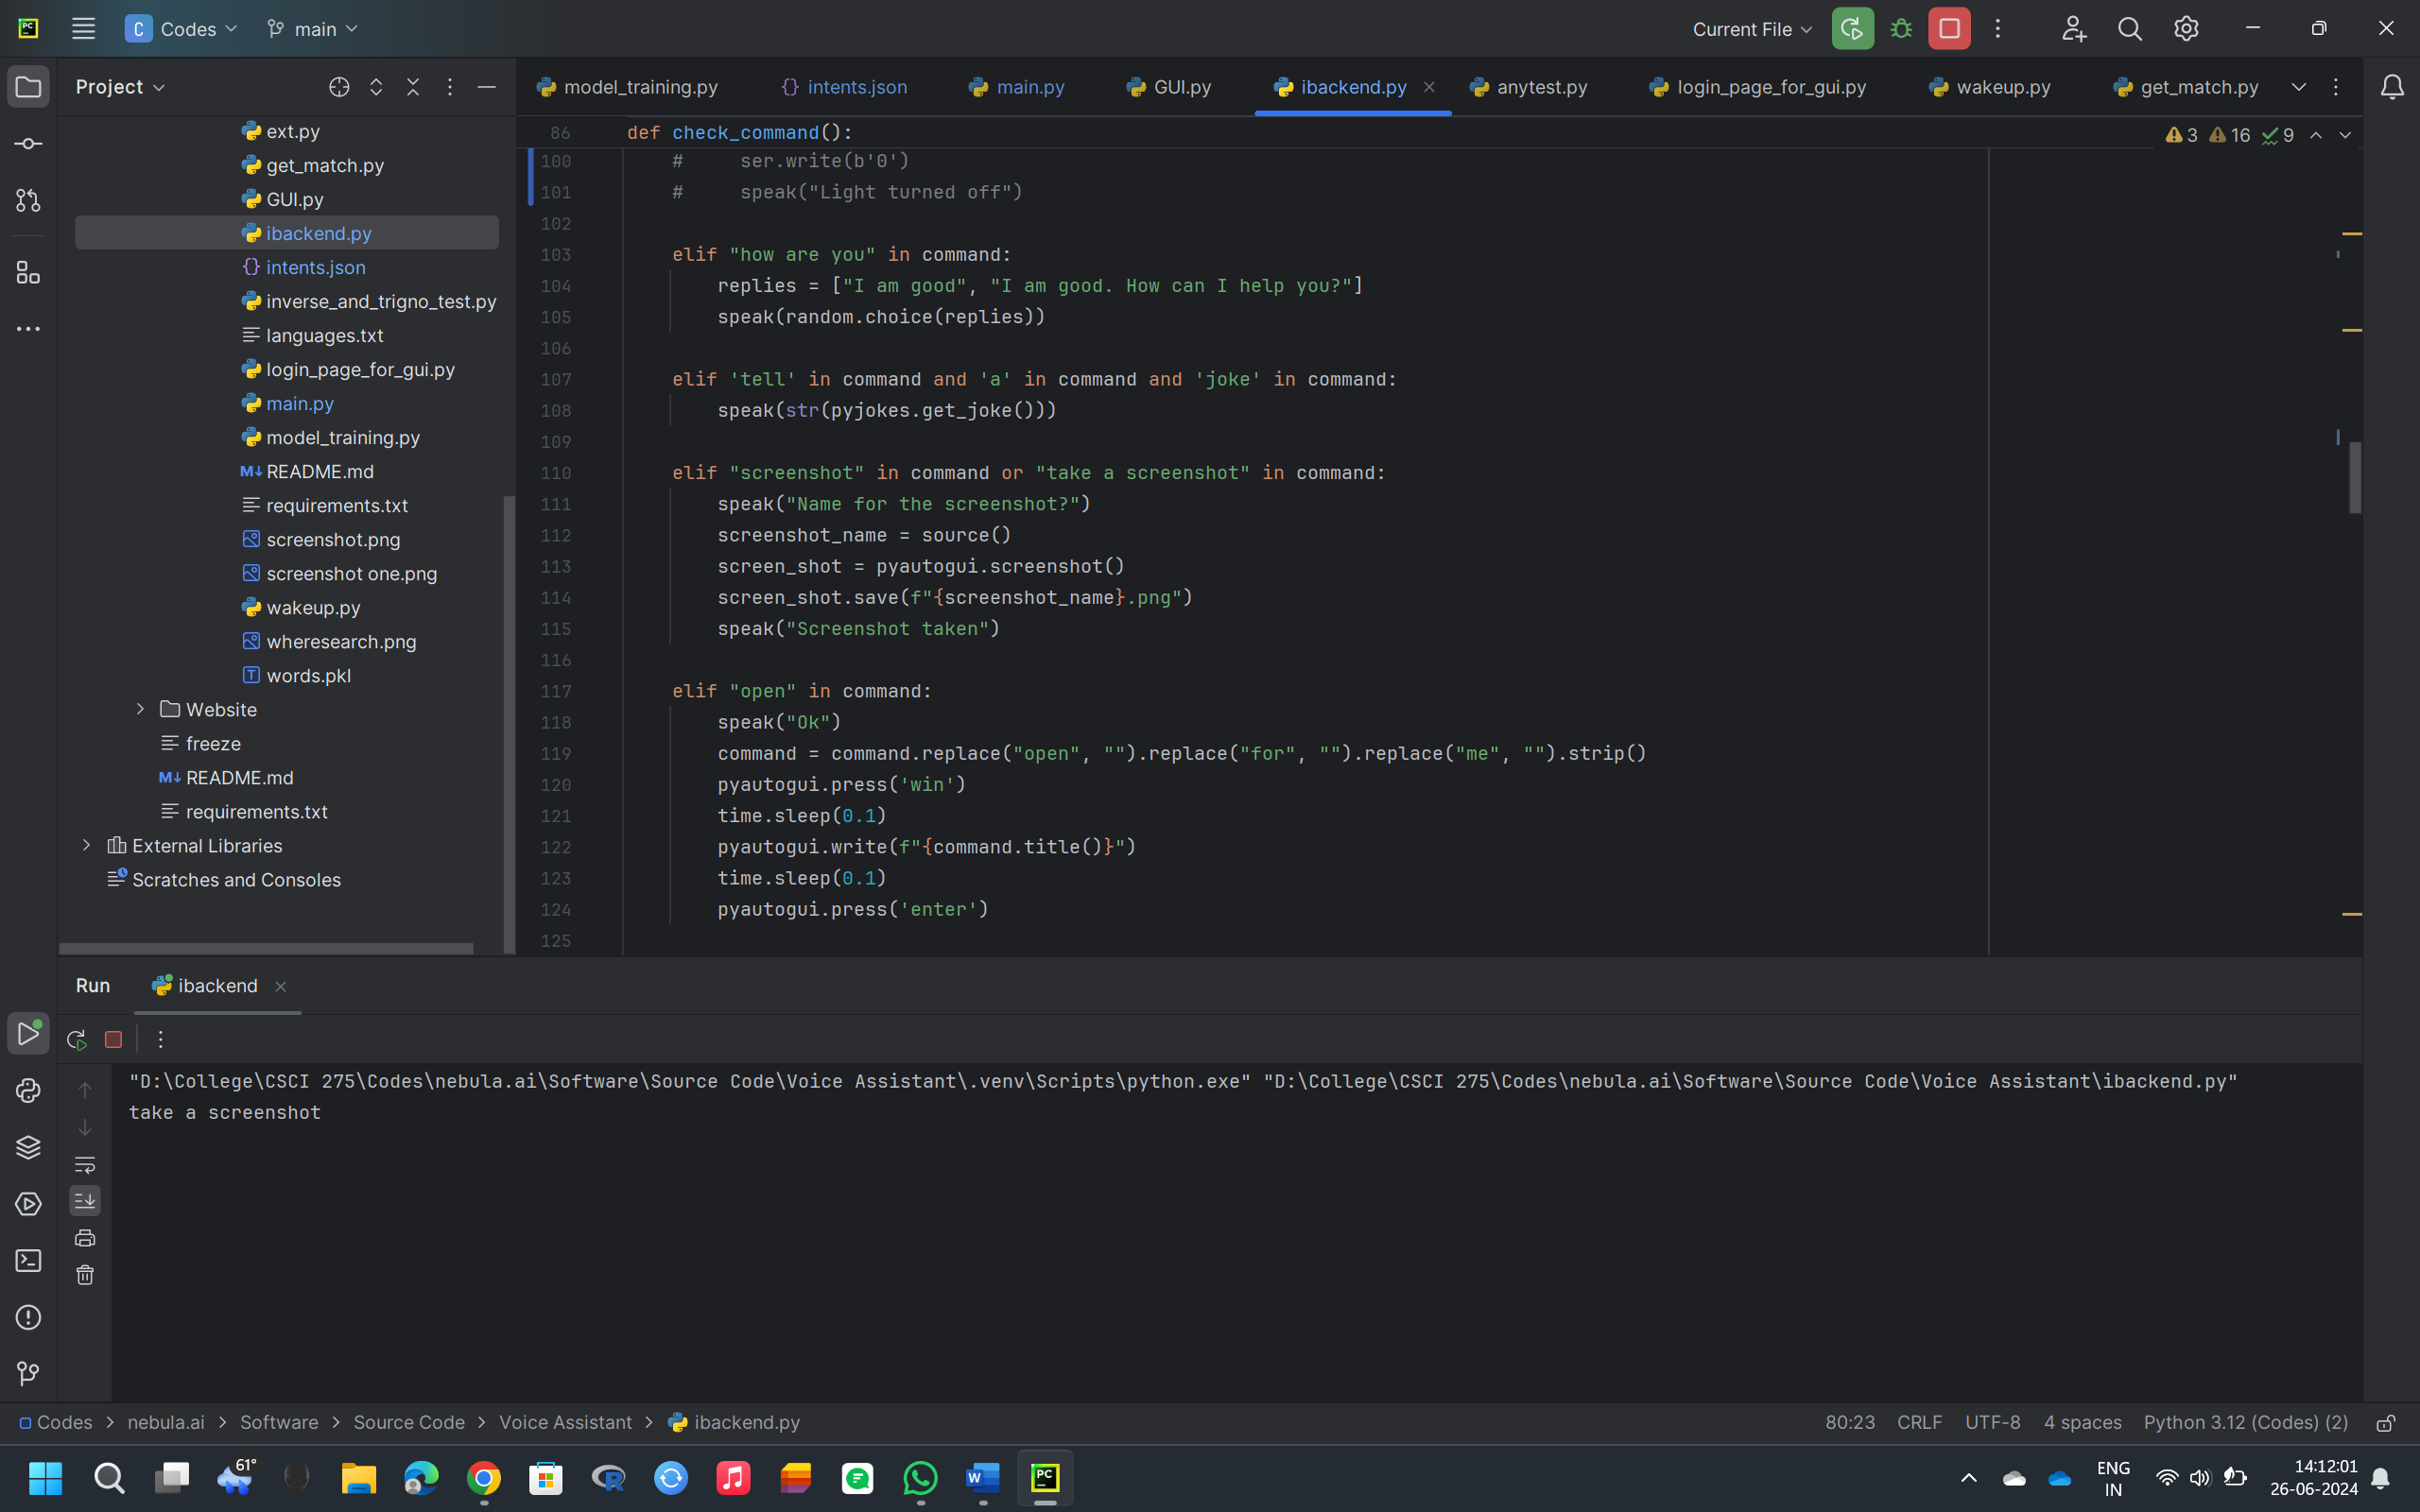 PC
C Codes
main
Current File
Project
model_training.py
intents.json
main.py
GUI.py
ibackend.py
anytest.py
login_page_for_gui.py
wakeup.py
get_match.py
ext.py
get_match.py
GUI.py
ibackend.py
intents.json
inverse_and_trigno_test.py
languages.txt
login_page_for_gui.py
main.py
model_training.py
M↓ README.md
requirements.txt
screenshot.png
screenshot one.png
wakeup.py
wheresearch.png
words.pkl
Website
freeze
M↓ README.md
requirements.txt
External Libraries
Scratches and Consoles
3 16 9
86 def check_command():
100 #     ser.write(b'0')
101 #     speak("Light turned off")
102
103 elif "how are you" in command:
104 replies = ["I am good", "I am good. How can I help you?"]
105 speak(random.choice(replies))
106
107 elif 'tell' in command and 'a' in command and 'joke' in command:
108 speak(str(pyjokes.get_joke()))
109
110 elif "screenshot" in command or "take a screenshot" in command:
111 speak("Name for the screenshot?")
112 screenshot_name = source()
113 screen_shot = pyautogui.screenshot()
114 screen_shot.save(f"{screenshot_name}.png")
115 speak("Screenshot taken")
116
117 elif "open" in command:
118 speak("Ok")
119 command = command.replace("open", "").replace("for", "").replace("me", "").strip()
120 pyautogui.press('win')
121 time.sleep(0.1)
122 pyautogui.write(f"{command.title()}")
123 time.sleep(0.1)
124 pyautogui.press('enter')
125
Run
ibackend
"D:\College\CSCI 275\Codes\nebula.ai\Software\Source Code\Voice Assistant\.venv\Scripts\python.exe" "D:\College\CSCI 275\Codes\nebula.ai\Software\Source Code\Voice Assistant\ibackend.py"
take a screenshot
Codes > nebula.ai > Software > Source Code > Voice Assistant > ibackend.py
80:23 CRLF UTF-8 4 spaces Python 3.12 (Codes) (2)
61°
R
W
PC
ENG
IN
14:12:01
26-06-2024